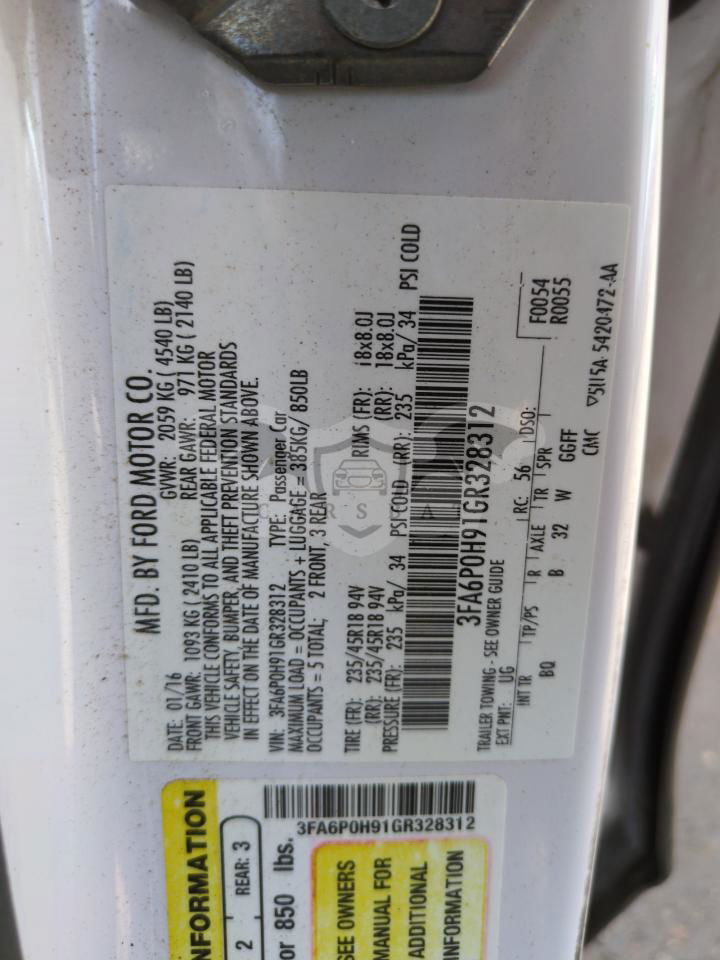 MFD. BY FORD MOTOR CO.
DATE: 01/16 GVWR: 2059 KG ( 4540 LB)
FRONT GAWR: 1093 KG ( 2410 LB) REAR GAWR: 971 KG ( 2140 LB)
THIS VEHICLE CONFORMS TO ALL APPLICABLE FEDERAL MOTOR
VEHICLE SAFETY, BUMPER, AND THEFT PREVENTION STANDARDS
IN EFFECT ON THE DATE OF MANUFACTURE SHOWN ABOVE.
VIN: 3FA6P0H91GR328312 TYPE: Passenger Car
MAXIMUM LOAD = OCCUPANTS + LUGGAGE = 385KG/ 850LB
OCCUPANTS = 5 TOTAL; 2 FRONT, 3 REAR
TIRE (FR): 235/45R18 94V RIMS (FR): 18x8.0J
(RR): 235/45R18 94V (RR): 18x8.0J
PRESSURE (FR): 235 kPa/ 34 PSI COLD (RR): 235 kPa/ 34 PSI COLD
3FA6P0H91GR328312
TRAILER TOWING - SEE OWNER GUIDE
EXT PNT: UG RC: 56 DSO:
INT TR TP/PS R AXLE TR SPR
BQ B 32 W GGFF
F0054
R0055
CMC
3FA6P0H91GR328312
NFORMATION
2 REAR: 3
or 850 lbs.
SEE OWNERS
MANUAL FOR
ADDITIONAL
INFORMATION